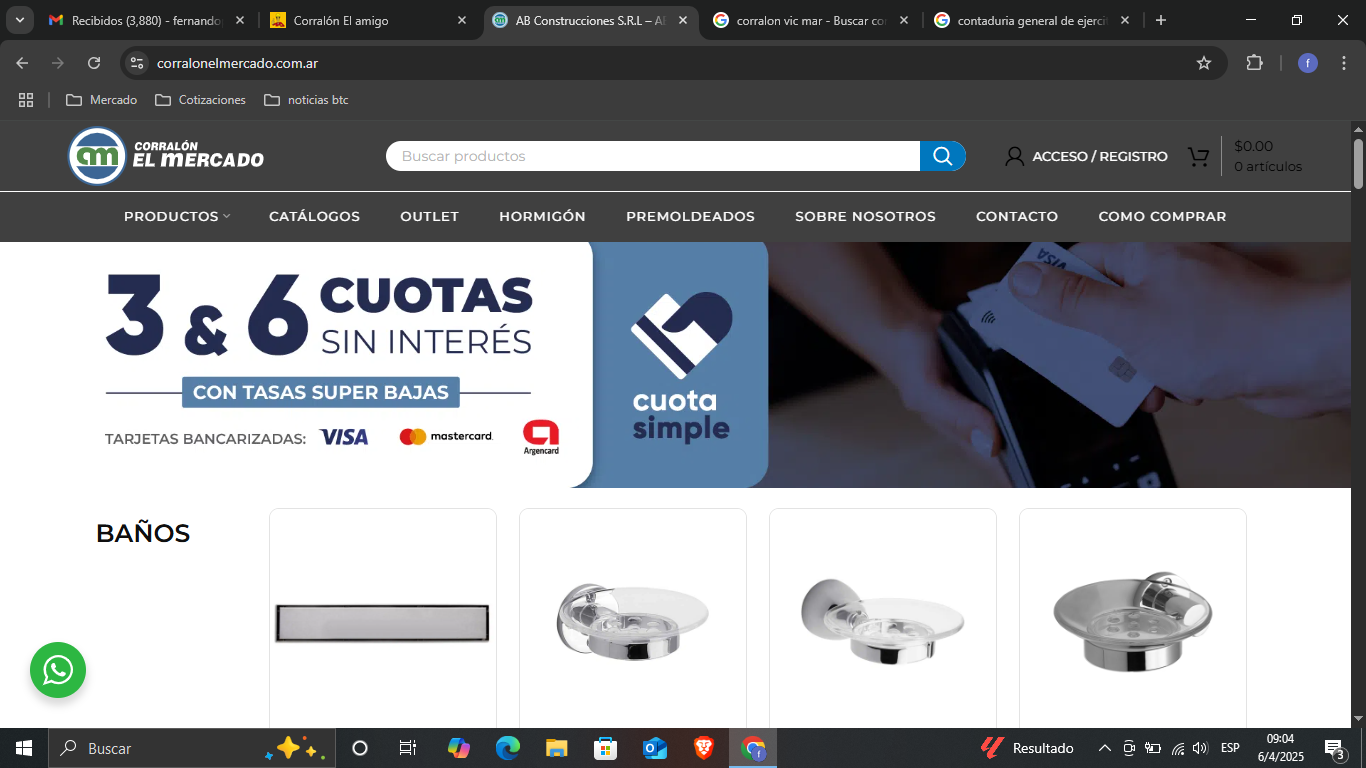 Recibidos (3,880) - fernando
Corralón El amigo
AB Construcciones S.R.L – AB
corralon vic mar - Buscar co
contaduria general de ejercit
corralonelmercado.com.ar
f
Mercado
Cotizaciones
noticias btc
am
CORRALÓN
EL MERCADO
Buscar productos
ACCESO / REGISTRO
$0.00
0 artículos
PRODUCTOS
CATÁLOGOS
OUTLET
HORMIGÓN
PREMOLDEADOS
SOBRE NOSOTROS
CONTACTO
COMO COMPRAR
3 & 6 CUOTAS
SIN INTERÉS
CON TASAS SUPER BAJAS
TARJETAS BANCARIZADAS:
VISA
mastercard
Argencard
cuota
simple
VISA
BAÑOS
Buscar
f
Resultado
ESP
09:04
6/4/2025
3